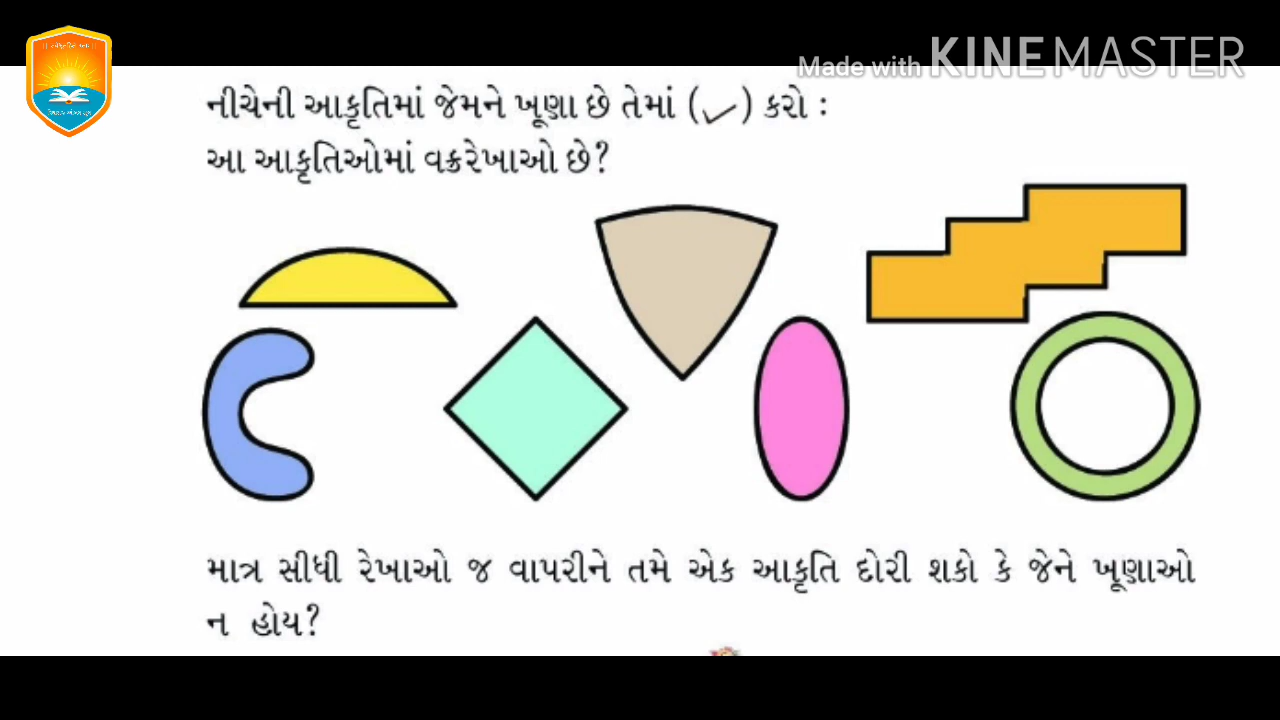 Made with KINEMASTER
નીચેની આકૃતિમાં જેમને ખૂણા છે તેમાં (✓) કરો :
આ આકૃતિઓમાં વક્રરેખાઓ છે?
માત્ર સીધી રેખાઓ જ વાપરીને તમે એક આકૃતિ દોરી શકો કે જેને ખૂણાઓ
ન હોય?